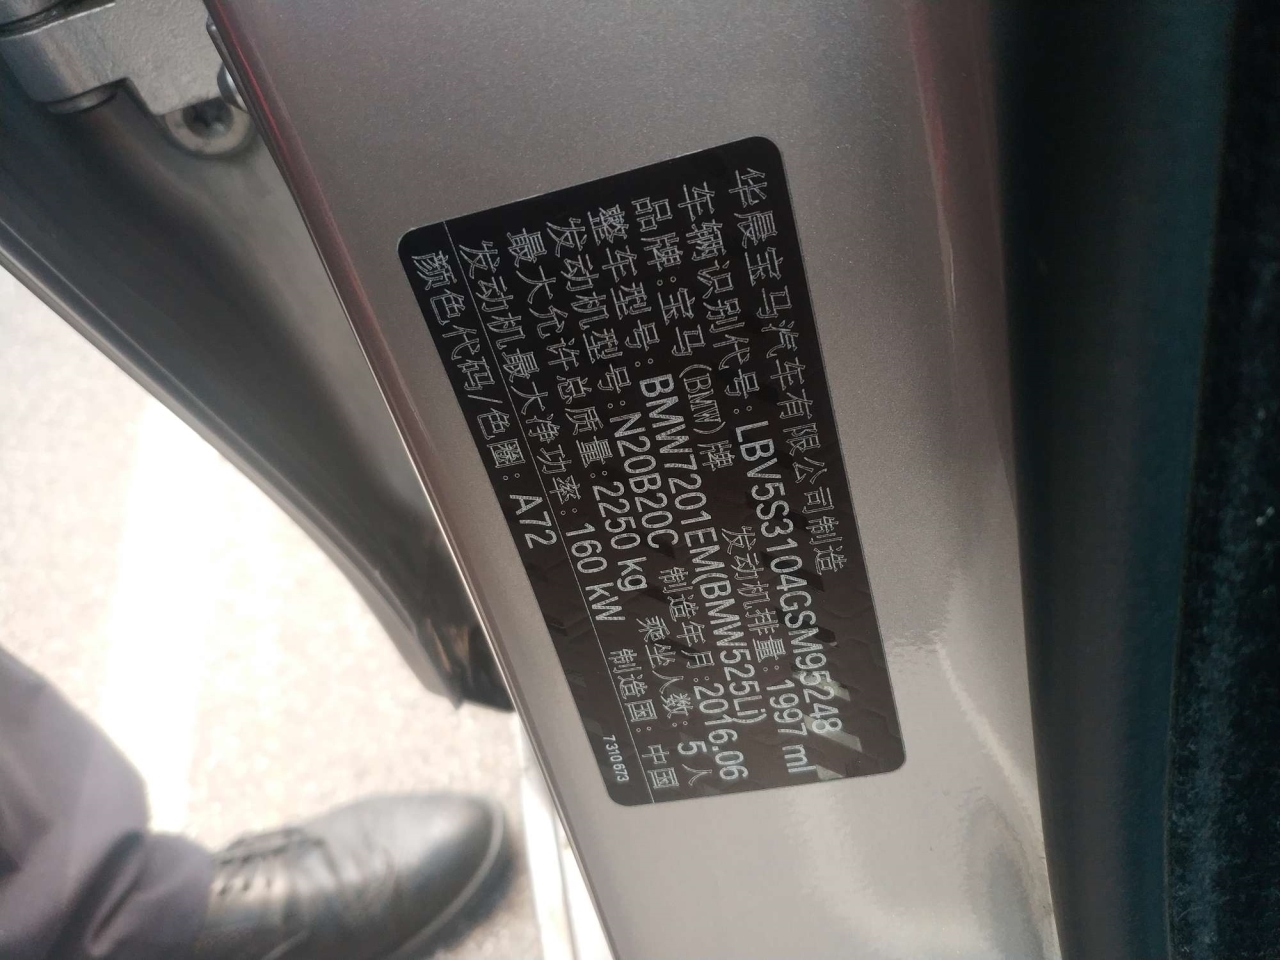 华晨宝马汽车有限公司制造
车辆识别代号:LBV5S3104GSM95248
品牌:宝马(BMW)牌 发动机排量:1997 ml
整车型号:BMW7201EM(BMW525Li)
发动机型号:N20B20C 制造年月:2016.06
最大允许总质量:2250 kg 乘坐人数:5人
发动机最大净功率:160 kW 制造国:中国
颜色代码/色圈:A72 7 310 673